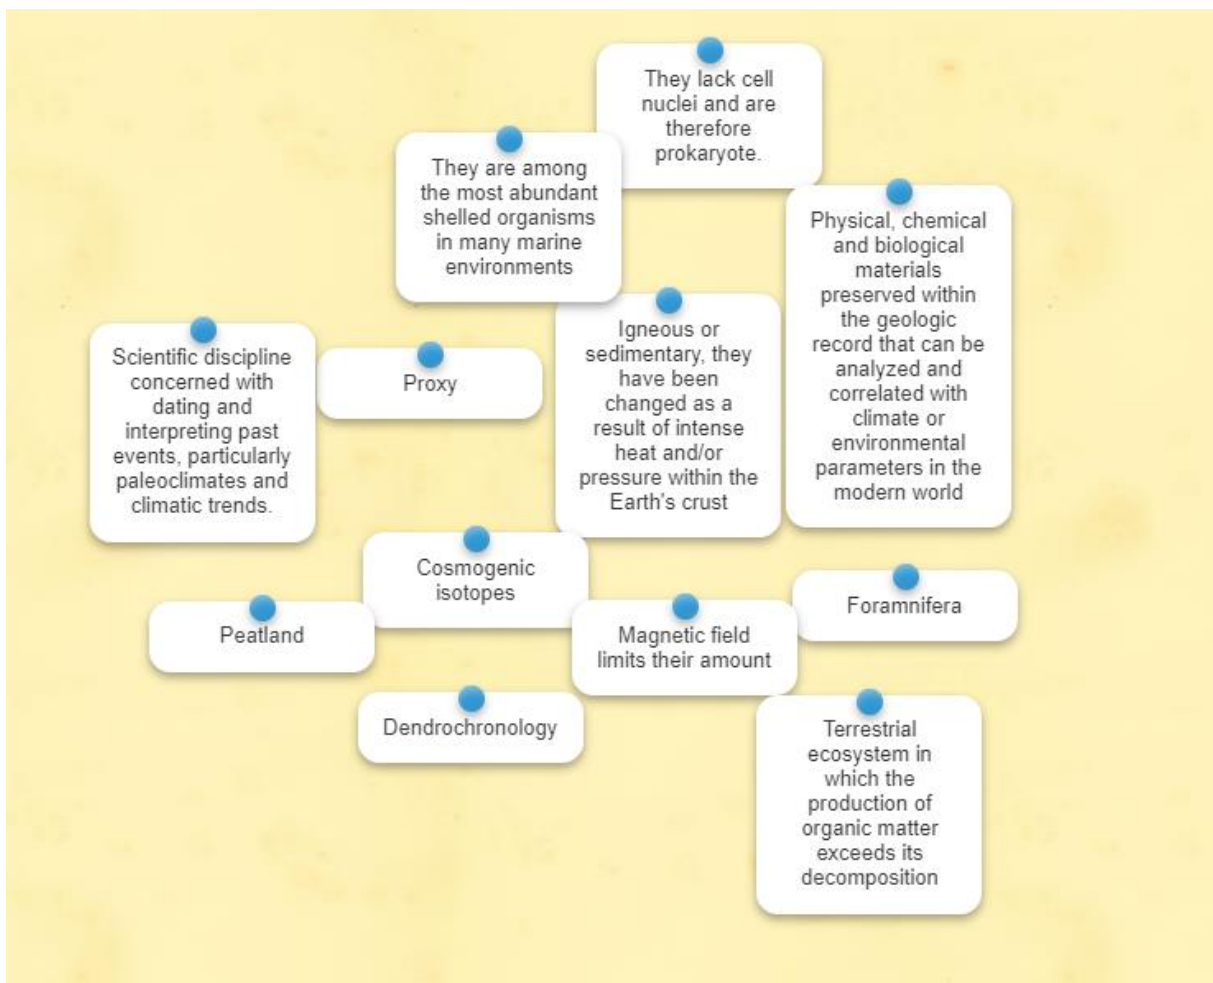 They lack cell
nuclei and are
therefore
prokaryote.
They are among
the most abundant
shelled organisms
in many marine
environments
Physical, chemical
and biological
materials
preserved within
the geologic
record that can be
analyzed and
correlated with
climate or
environmental
parameters in the
modern world
Igneous or
sedimentary, they
have been
changed as a
result of intense
heat and/or
pressure within the
Earth's crust
Scientific discipline
concerned with
dating and
interpreting past
events, particularly
paleoclimates and
climatic trends.
Proxy
Cosmogenic
isotopes
Foramnifera
Peatland
Magnetic field
limits their amount
Dendrochronology
Terrestrial
ecosystem in
which the
production of
organic matter
exceeds its
decomposition